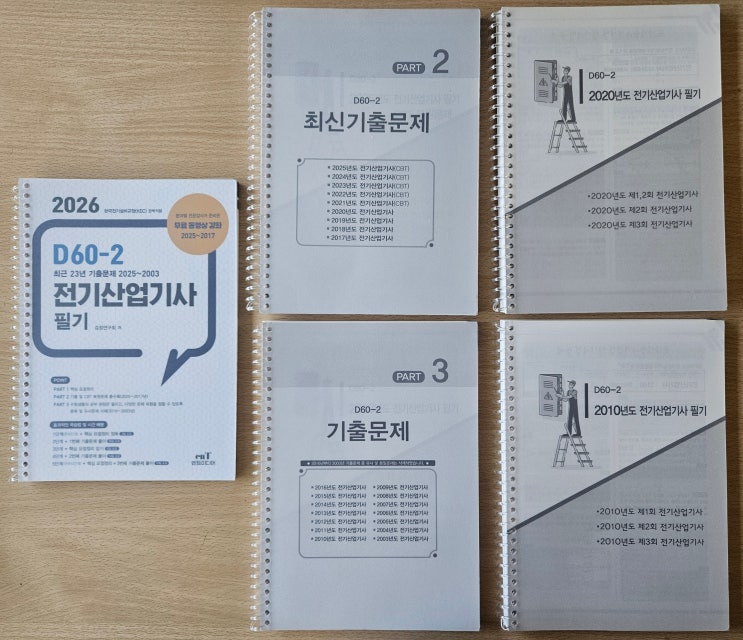 2026
한국전기설비규정(KEC) 완벽적용
D60-2
최근 23년 기출문제 2025~2003
전기산업기사
필기
무료 동영상 강좌
2025~2017
POINT
엔트미디어
PART 2
D60-2
최신기출문제
• 2025년도 전기산업기사(CBT)
• 2024년도 전기산업기사(CBT)
• 2023년도 전기산업기사(CBT)
• 2022년도 전기산업기사(CBT)
• 2021년도 전기산업기사(CBT)
• 2020년도 전기산업기사
• 2019년도 전기산업기사
• 2018년도 전기산업기사
• 2017년도 전기산업기사
D60-2
2020년도 전기산업기사 필기
• 2020년도 제1,2회 전기산업기사
• 2020년도 제2회 전기산업기사
• 2020년도 제3회 전기산업기사
PART 3
D60-2
기출문제
• 2016년도 전기산업기사 • 2009년도 전기산업기사
• 2015년도 전기산업기사 • 2008년도 전기산업기사
• 2014년도 전기산업기사 • 2007년도 전기산업기사
• 2013년도 전기산업기사 • 2006년도 전기산업기사
• 2012년도 전기산업기사 • 2005년도 전기산업기사
• 2011년도 전기산업기사 • 2004년도 전기산업기사
• 2010년도 전기산업기사 • 2003년도 전기산업기사
D60-2
2010년도 전기산업기사 필기
• 2010년도 제1회 전기산업기사
• 2010년도 제2회 전기산업기사
• 2010년도 제3회 전기산업기사